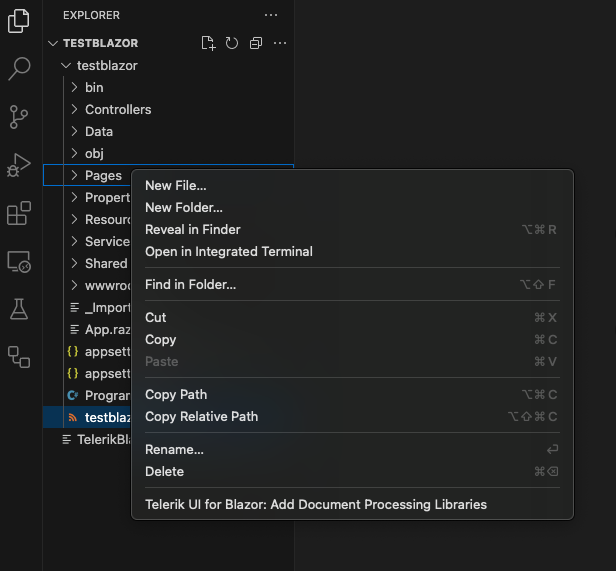 EXPLORER
TESTBLAZOR
testblazor
bin
Controllers
Data
obj
Pages
Propert
Resourc
Service
Shared
wwwroo
_Import
App.raz
appsett
appsett
Program
testblaz
TelerikBla
New File...
New Folder...
Reveal in Finder ⌥⌘ R
Open in Integrated Terminal
Find in Folder... ⌥⇧ F
Cut ⌘ X
Copy ⌘ C
Paste ⌘ V
Copy Path ⌥⌘ C
Copy Relative Path ⌥⇧⌘ C
Rename... ⏎
Delete ⌘⌫
Telerik UI for Blazor: Add Document Processing Libraries